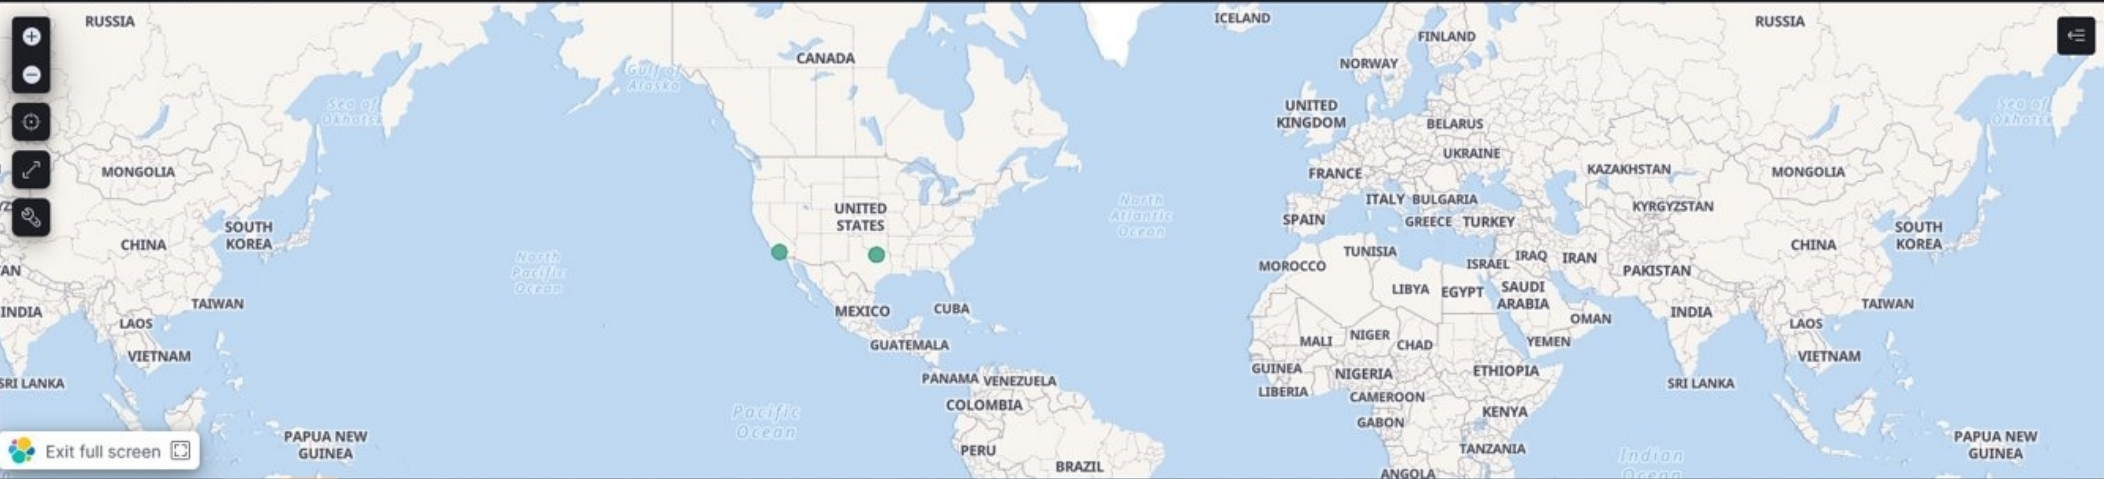 RUSSIA
ICELAND
RUSSIA
FINLAND
CANADA
NORWAY
Gulf of
Alaska
Sea of
Okhotsk
Sea of
Okhotsk
UNITED
KINGDOM
BELARUS
UKRAINE
MONGOLIA
FRANCE
KAZAKHSTAN
MONGOLIA
ITALY
BULGARIA
KYRGYZSTAN
UNITED
STATES
North
Atlantic
Ocean
SPAIN
GREECE
TURKEY
SOUTH
KOREA
SOUTH
KOREA
CHINA
CHINA
TUNISIA
IRAQ
IRAN
North
Pacific
Ocean
MOROCCO
ISRAEL
PAKISTAN
AN
LIBYA
EGYPT
SAUDI
ARABIA
TAIWAN
TAIWAN
INDIA
MEXICO
CUBA
OMAN
INDIA
LAOS
LAOS
GUATEMALA
MALI
NIGER
CHAD
YEMEN
VIETNAM
VIETNAM
SRI LANKA
PANAMA
VENEZUELA
GUINEA
NIGERIA
ETHIOPIA
SRI LANKA
LIBERIA
CAMEROON
COLOMBIA
KENYA
Pacific
Ocean
GABON
PAPUA NEW
GUINEA
PAPUA NEW
GUINEA
Exit full screen
PERU
BRAZIL
TANZANIA
Indian
Ocean
ANGOLA